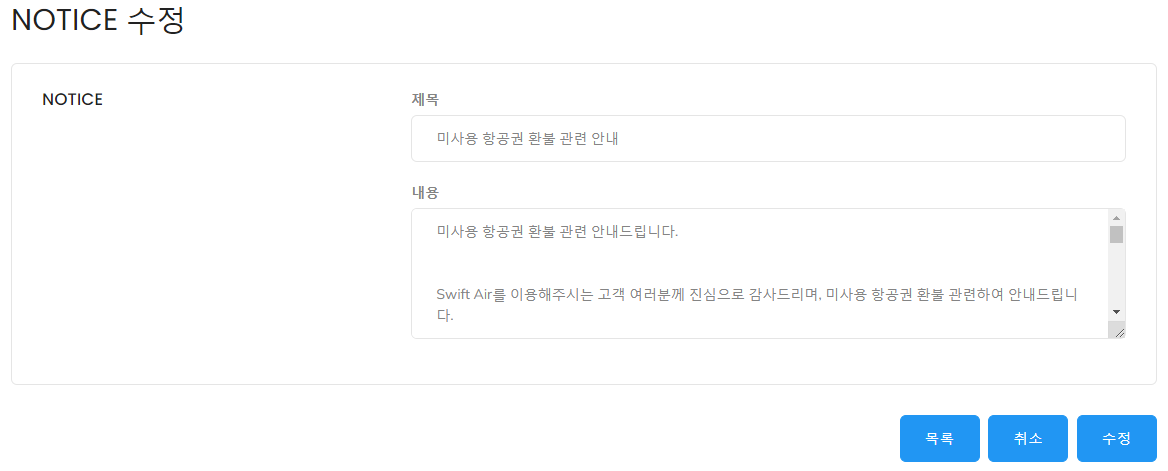 NOTICE 수정
NOTICE
제목
미사용 항공권 환불 관련 안내
내용
미사용 항공권 환불 관련 안내드립니다.
Swift Air를 이용해주시는 고객 여러분께 진심으로 감사드리며, 미사용 항공권 환불 관련하여 안내드립니
다.
목록 취소 수정